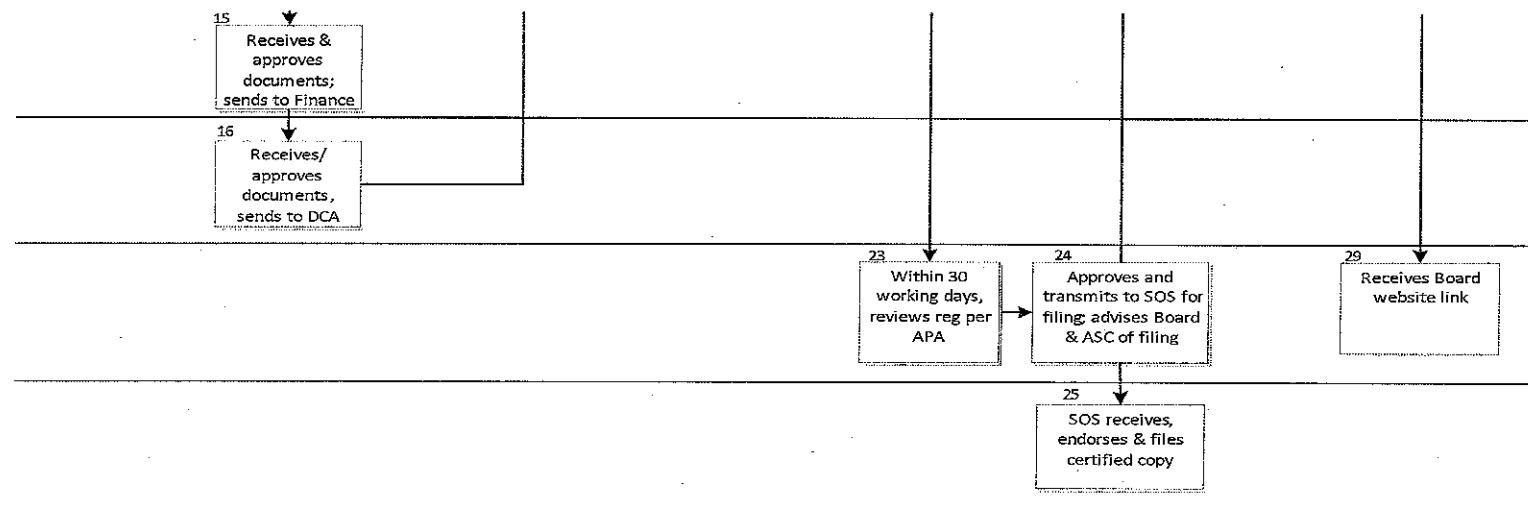 15
Receives &
approves
documents;
sends to Finance
16
Receives/
approves
documents,
sends to DCA
23
Within 30
working days,
reviews reg per
APA
24
Approves and
transmits to SOS for
filing; advises Board
& ASC of filing
29
Receives Board
website link
25
SOS receives,
endorses & files
certified copy